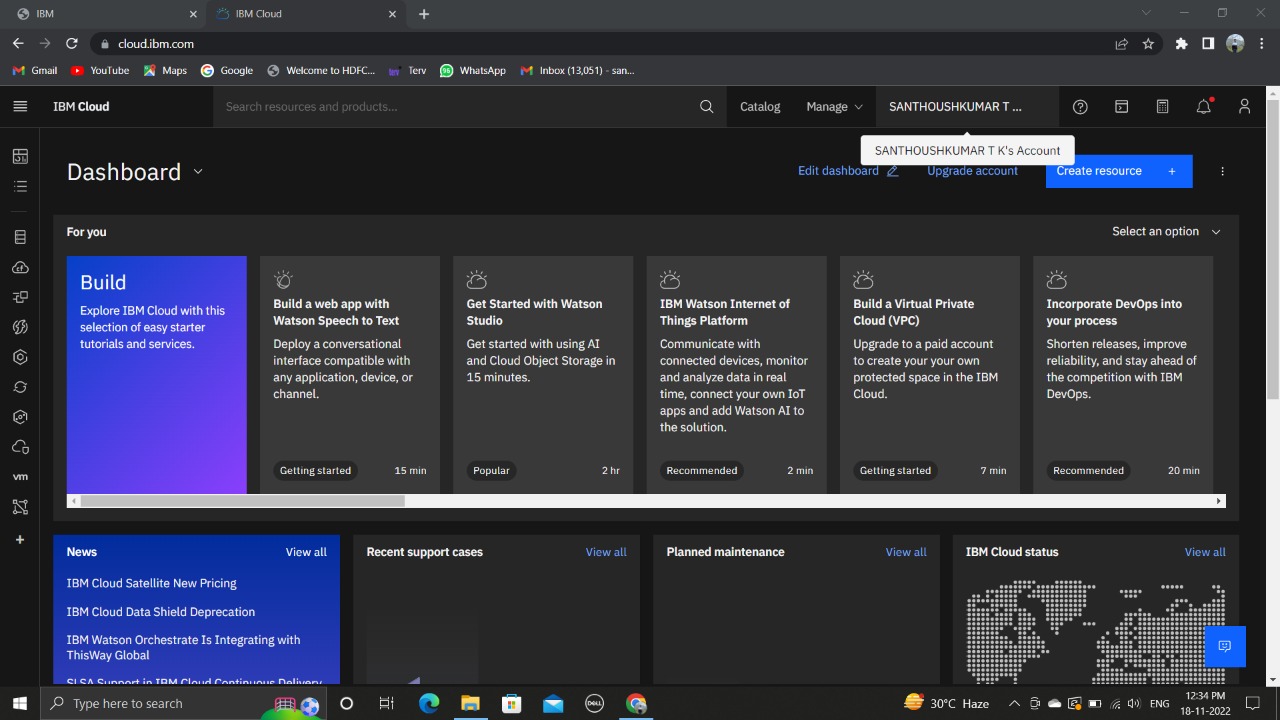 IBM
IBM Cloud
cloud.ibm.com
Gmail
YouTube
Maps
Google
Welcome to HDFC...
Terv
WhatsApp
Inbox (13,051) - san...
IBM Cloud
Search resources and products...
Catalog
Manage
SANTHOUSHKUMAR T ...
SANTHOUSHKUMAR T K's Account
Dashboard
Edit dashboard
Upgrade account
Create resource +
For you
Select an option
Build
Explore IBM Cloud with this
selection of easy starter
tutorials and services.
Build a web app with
Watson Speech to Text
Deploy a conversational
interface compatible with
any application, device, or
channel.
Getting started 15 min
Get Started with Watson
Studio
Get started with using AI
and Cloud Object Storage in
15 minutes.
Popular 2 hr
IBM Watson Internet of
Things Platform
Communicate with
connected devices, monitor
and analyze data in real
time, connect your own IoT
apps and add Watson AI to
the solution.
Recommended 2 min
Build a Virtual Private
Cloud (VPC)
Upgrade to a paid account
to create your your own
protected space in the IBM
Cloud.
Getting started 7 min
Incorporate DevOps into
your process
Shorten releases, improve
reliability, and stay ahead of
the competition with IBM
DevOps.
Recommended 20 min
vm
News View all
IBM Cloud Satellite New Pricing
IBM Cloud Data Shield Deprecation
IBM Watson Orchestrate Is Integrating with
ThisWay Global
SLSA Support in IBM Cloud Continuous Delivery
Recent support cases View all
Planned maintenance View all
IBM Cloud status View all
Type here to search
DELL
30°C Haze
ENG
12:34 PM
18-11-2022